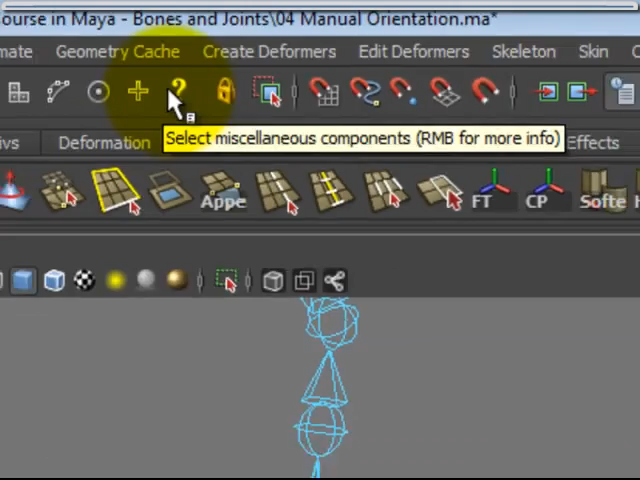 ourse in Maya - Bones and Joints\04 Manual Orientation.ma*
mate Geometry Cache Create Deformers Edit Deformers Skeleton Skin
?
Select miscellaneous components (RMB for more info)
ivs Deformation Effects
Appe FT CP Softe